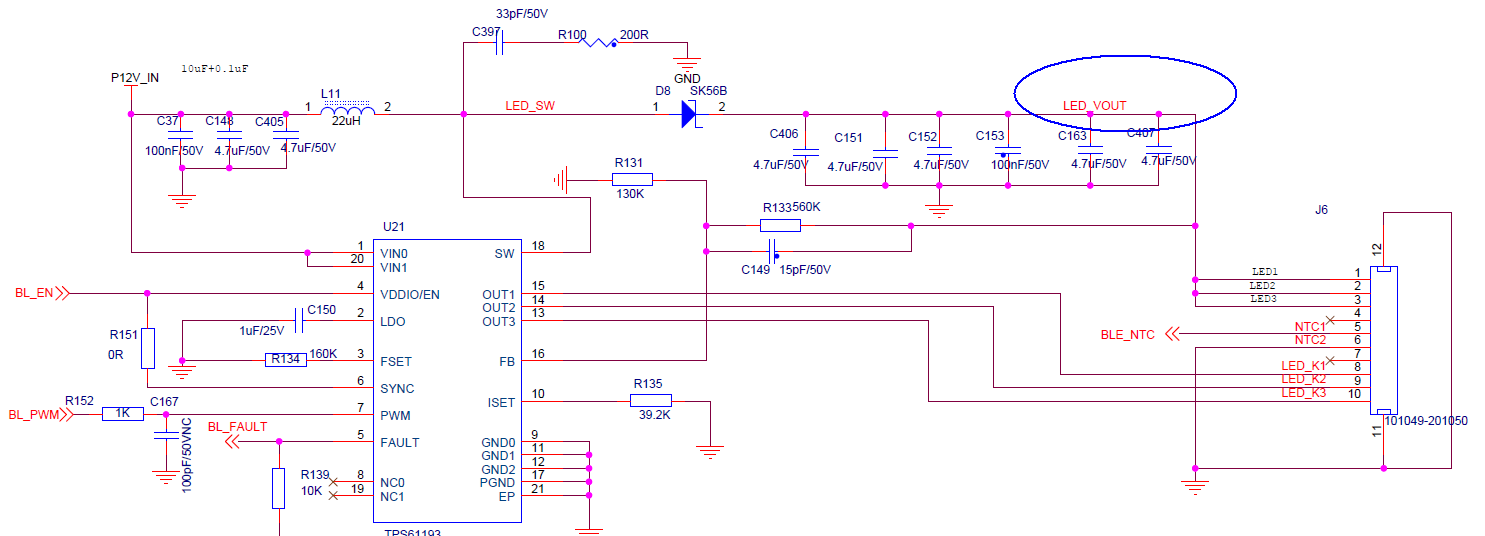 33pF/50V
C397
R100
200R
10uF+0.1uF
P12V_IN
GND
D8
SK56B
L11
1
2
LED_SW
1
2
LED_VOUT
22uH
C37
C148
C405
100nF/50V
4.7uF/50V
4.7uF/50V
C406
C151
C152
C153
C163
C407
4.7uF/50V
4.7uF/50V
4.7uF/50V
100nF/50V
4.7uF/50V
4.7uF/50V
R131
130K
R133
560K
J6
U21
C149
15pF/50V
12
1
VIN0
SW
18
20
VIN1
LED1
1
BL_EN
4
VDDIO/EN
OUT1
15
LED2
2
OUT2
14
LED3
3
2
LDO
OUT3
13
4
C150
1uF/25V
R151
0R
BLE_NTC
NTC1
5
NTC2
6
R134
160K
3
FSET
FB
16
7
LED_K1
8
6
SYNC
LED_K2
9
R135
39.2K
LED_K3
10
R152
C167
ISET
10
BL_PWM
1K
7
PWM
101049-201050
11
BL_FAULT
5
FAULT
100pF/50VNC
GND0
9
GND1
11
GND2
12
R139
10K
8
NC0
PGND
17
19
NC1
EP
21
TPS61193